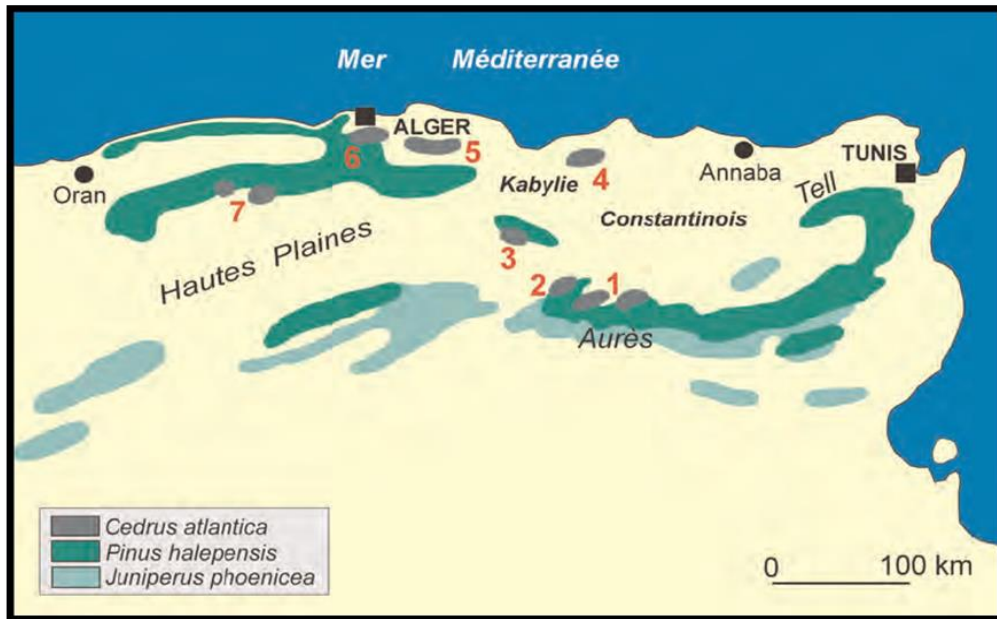 Mer Méditerranée
ALGER
6
5
Oran
7
Kabylie
4
Annaba
TUNIS
Tell
Constantinois
Hautes Plaines
3
2
1
Aurès
Cedrus atlantica
Pinus halepensis
Juniperus phoenicea
0 100 km